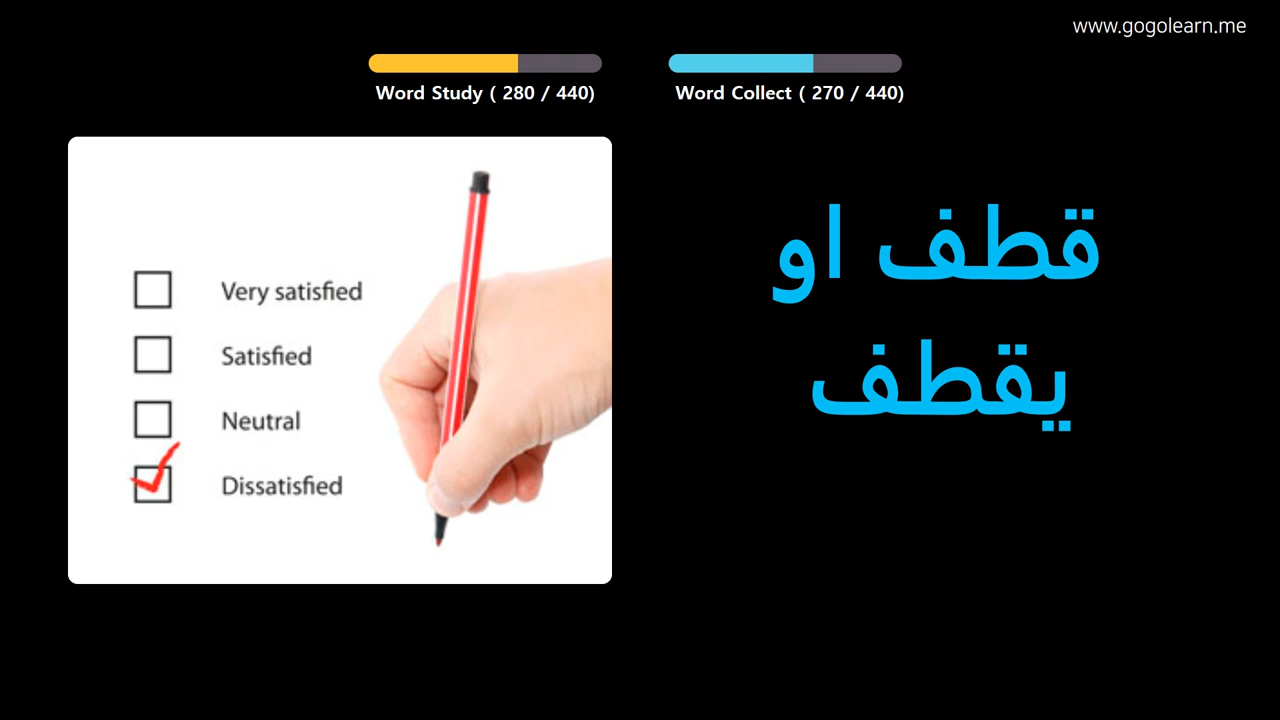 www.gogolearn.me
Word Study ( 280 / 440)
Word Collect ( 270 / 440)
Very satisfied
Satisfied
Neutral
Dissatisfied
قطف او
يقطف